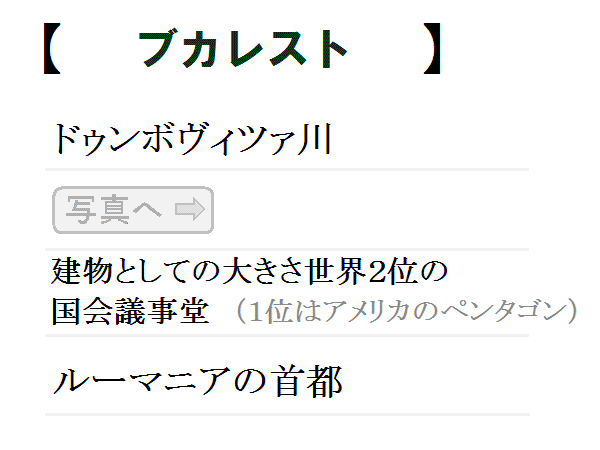 【 ブカレスト 】
ドゥンボヴィツァ川
写真へ ⇨
建物としての大きさ世界2位の
国会議事堂 （1位はアメリカのペンタゴン）
ルーマニアの首都